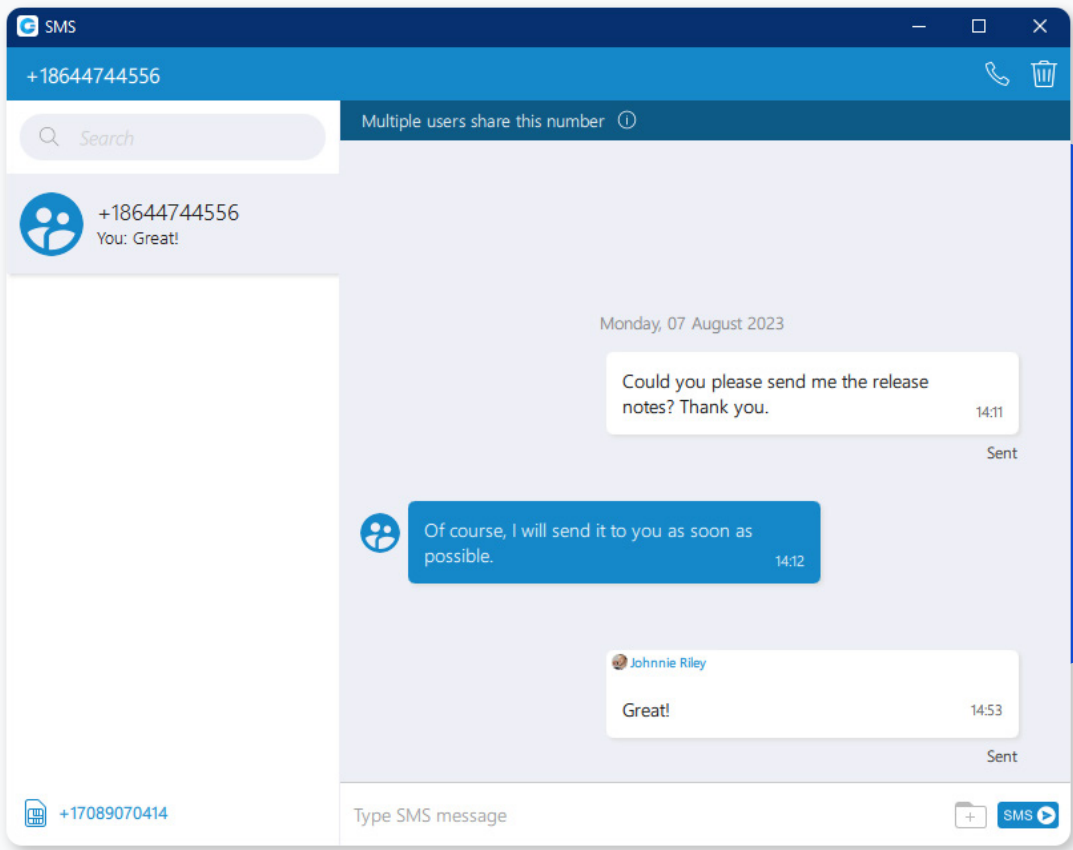 SMS
+18644744556
Search
+18644744556
You: Great!
+17089070414
Multiple users share this number
Monday, 07 August 2023
Could you please send me the release
notes? Thank you.
14:11
Sent
Of course, I will send it to you as soon as
possible.
14:12
Johnnie Riley
Great!
14:53
Sent
Type SMS message
SMS